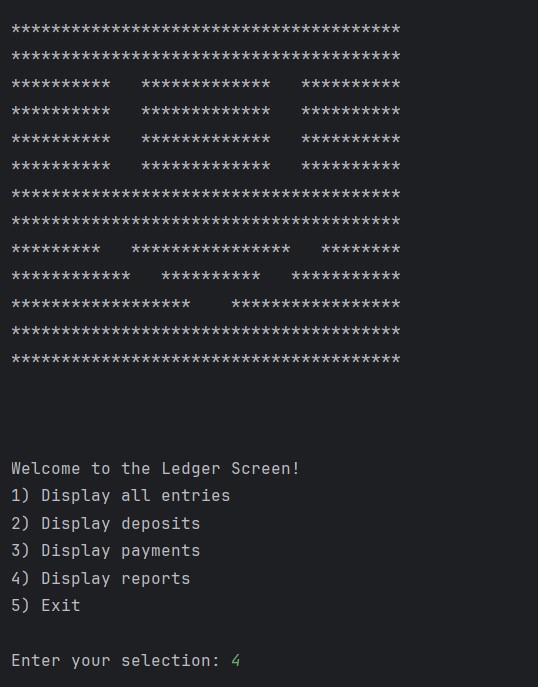 ***************************************
***************************************
**********   *************   **********
**********   *************   **********
**********   *************   **********
**********   *************   **********
***************************************
***************************************
*********   ****************   ********
************   **********   ***********
******************    *****************
***************************************
***************************************
Welcome to the Ledger Screen!
1) Display all entries
2) Display deposits
3) Display payments
4) Display reports
5) Exit
Enter your selection: 4